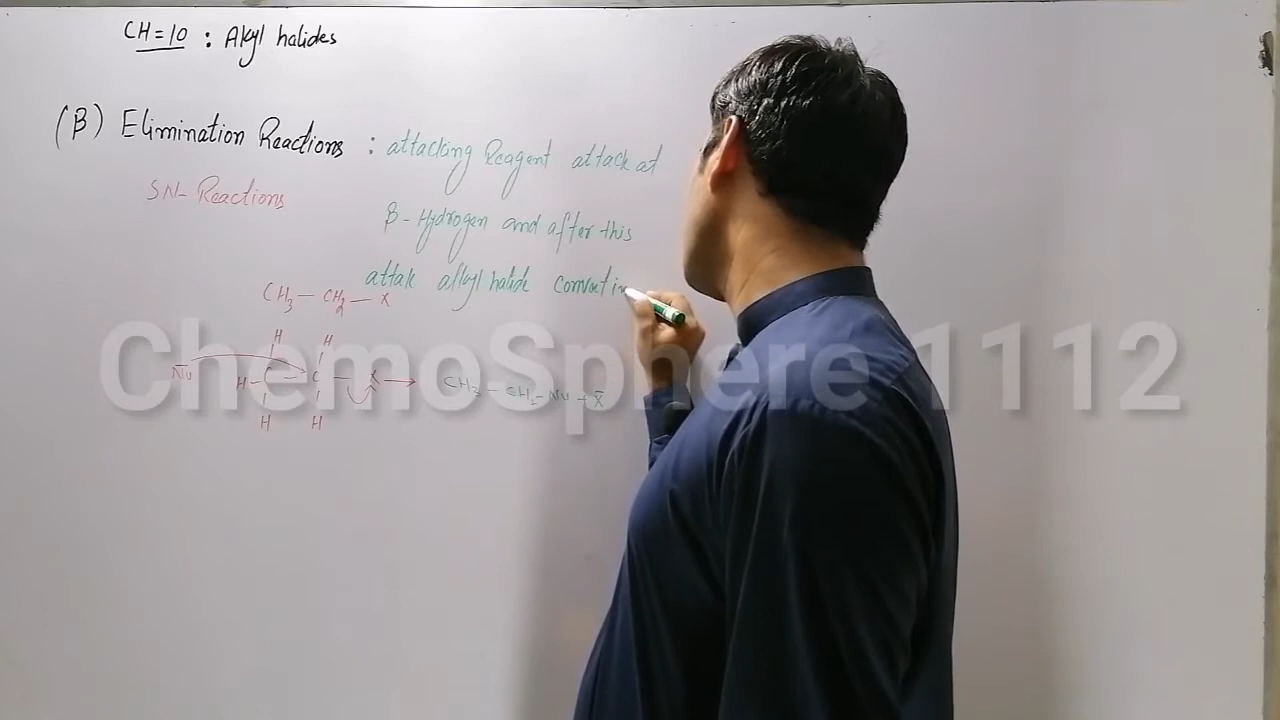 CH=10 : Alkyl halides
(β) Elimination Reactions : attacking Reagent attack at
SN-Reactions
β-Hydrogen and after this
attak alkyl halide convertin
CH3 — CH2 — X
H H
Nu H — C — C — X → CH3 — CH2 - Nu + X̄
H H
ChemoSphere 1112